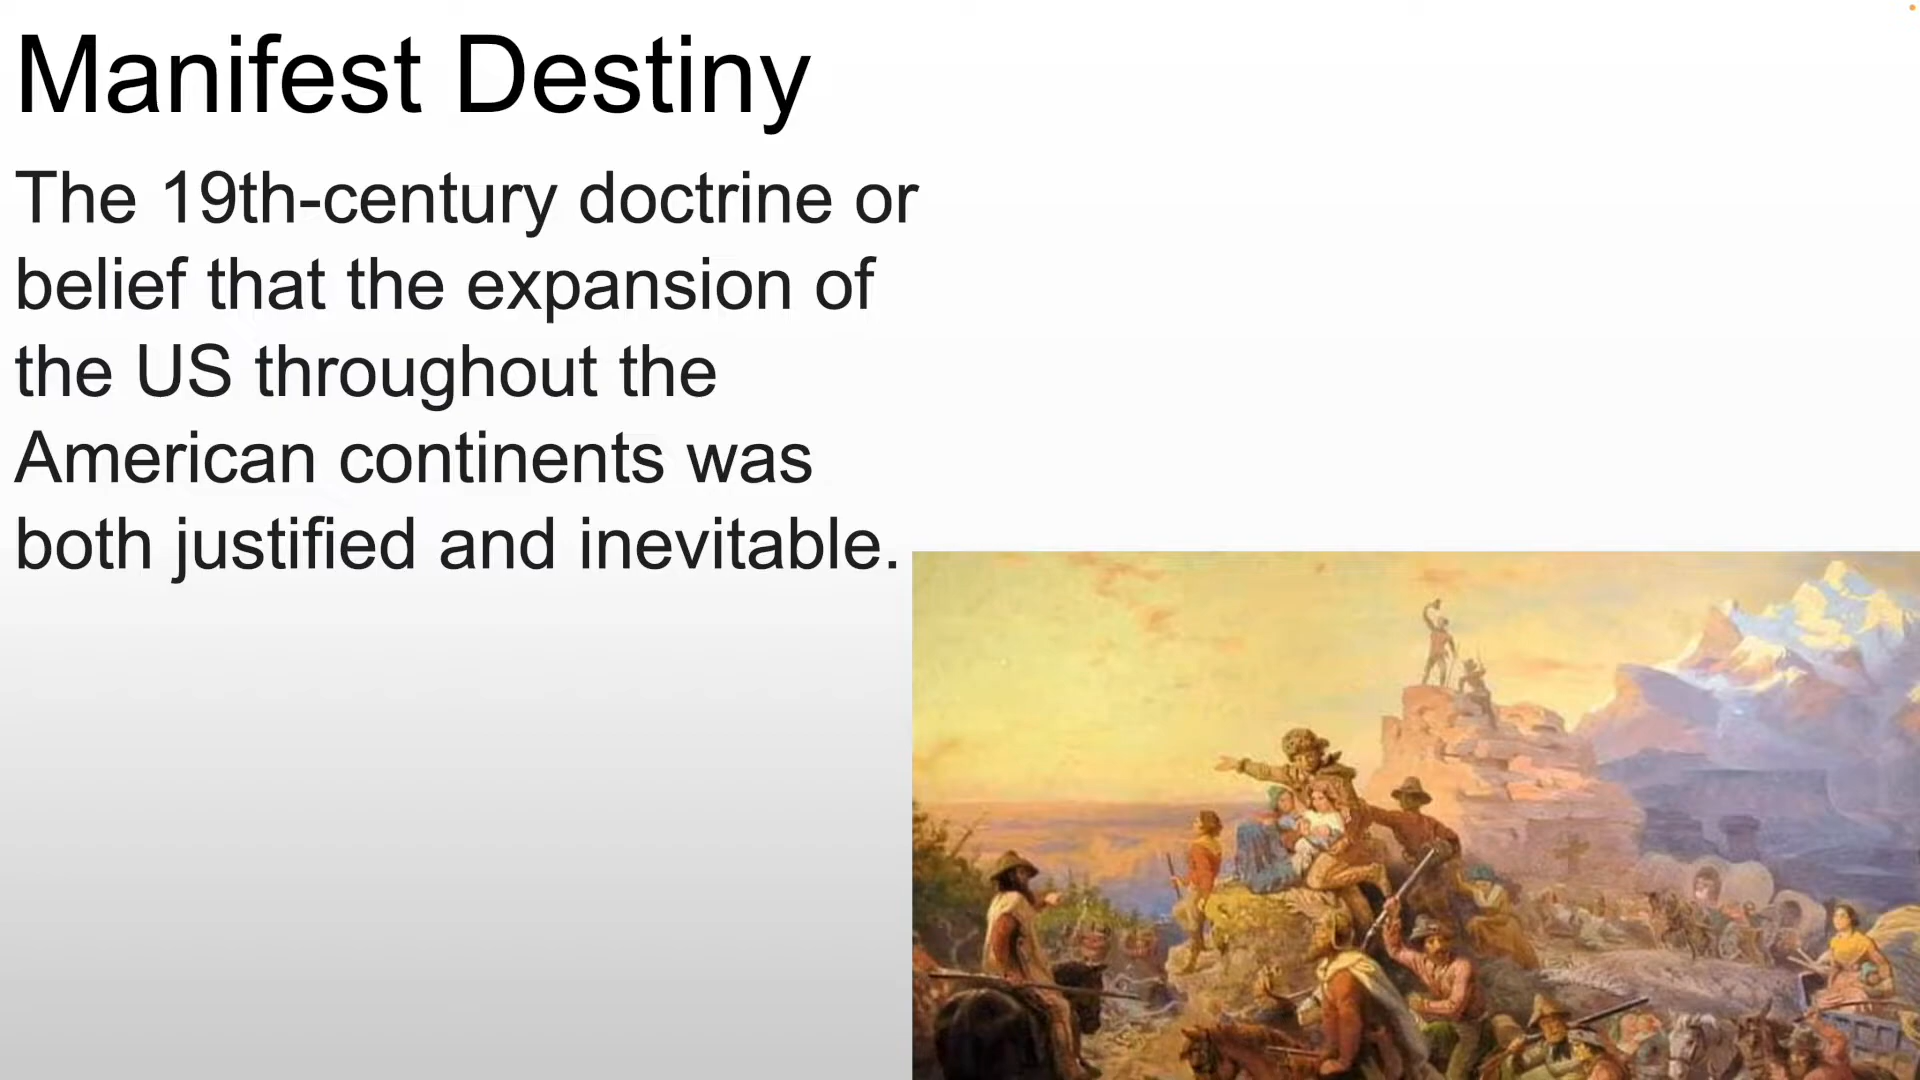 Manifest Destiny
The 19th-century doctrine or
belief that the expansion of
the US throughout the
American continents was
both justified and inevitable.